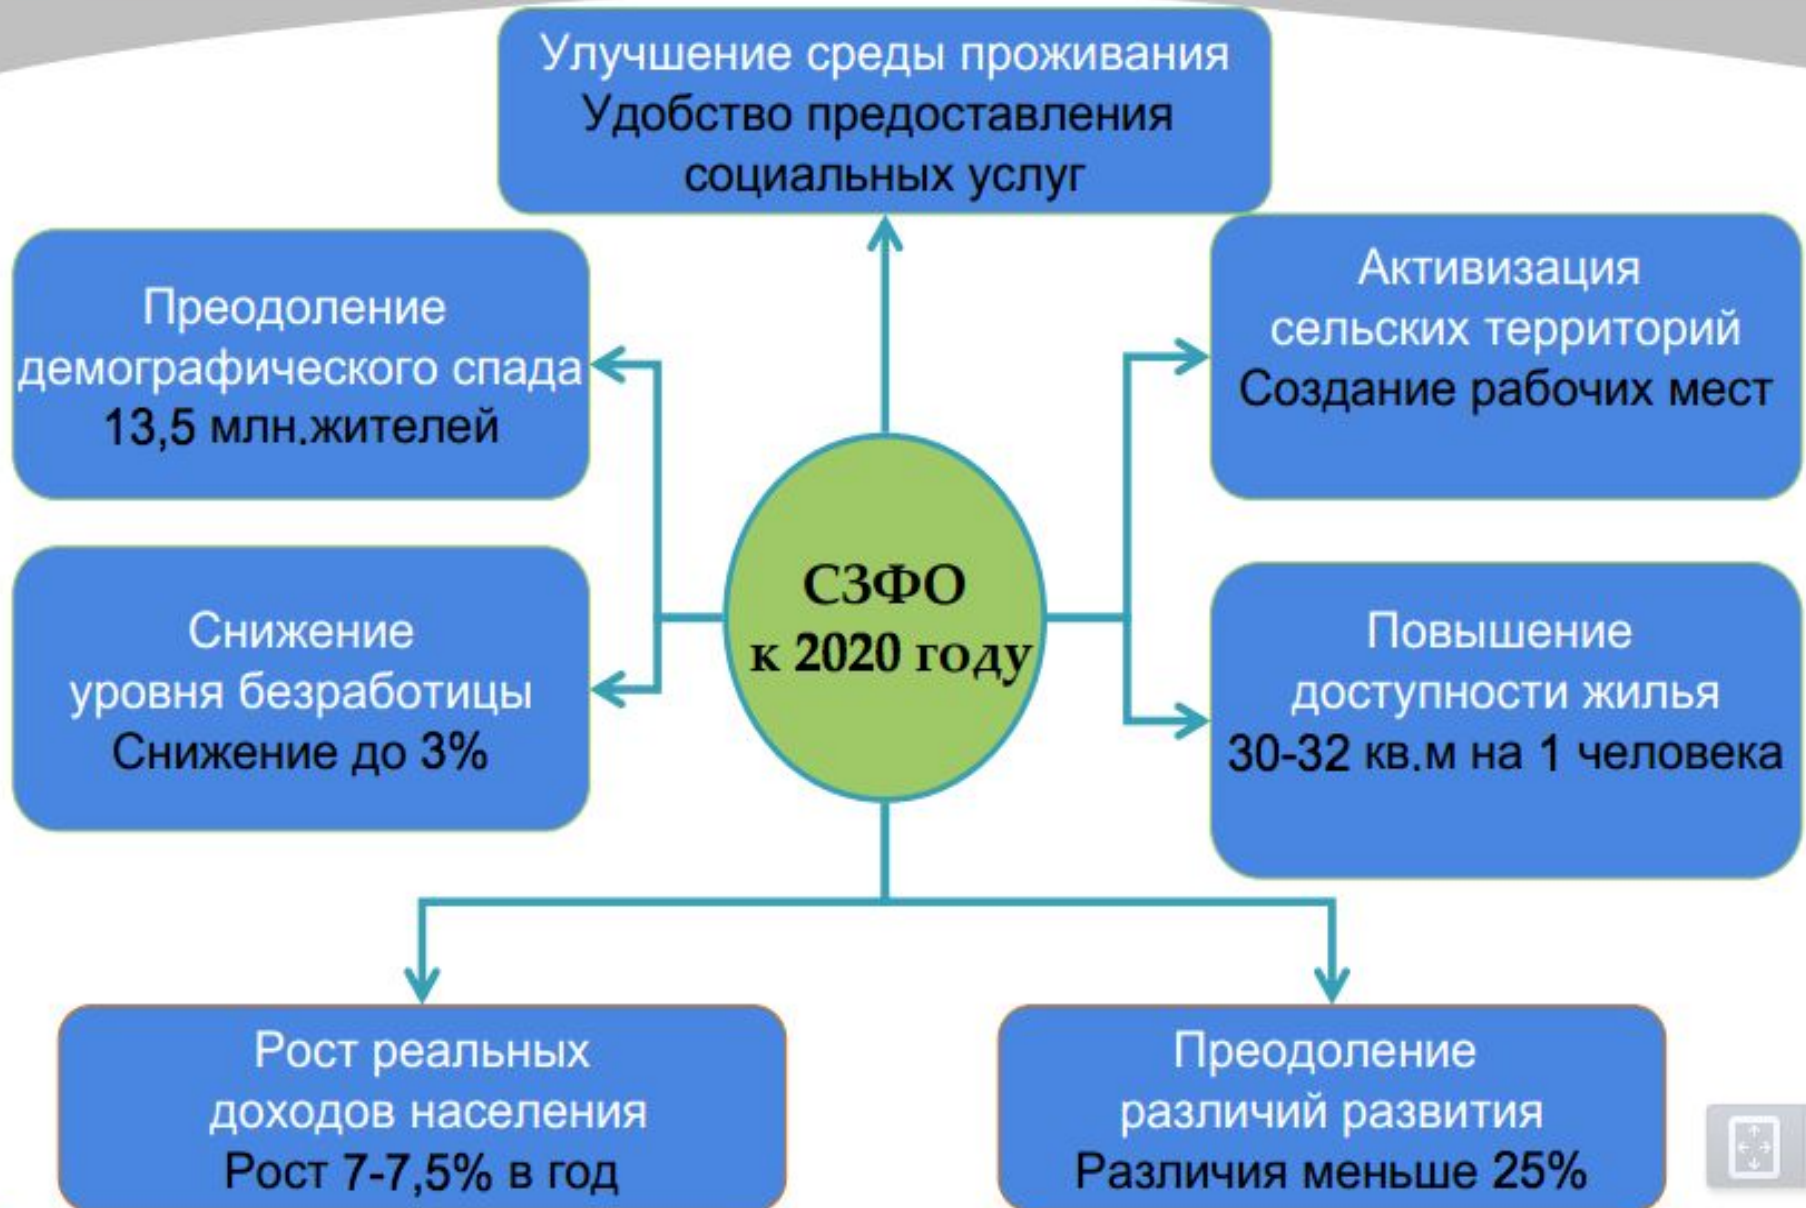 Улучшение среды проживания
Удобство предоставления
социальных услуг
Преодоление
демографического спада
13,5 млн.жителей
Активизация
сельских территорий
Создание рабочих мест
СЗФО
к 2020 году
Снижение
уровня безработицы
Снижение до 3%
Повышение
доступности жилья
30-32 кв.м на 1 человека
Рост реальных
доходов населения
Рост 7-7,5% в год
Преодоление
различий развития
Различия меньше 25%